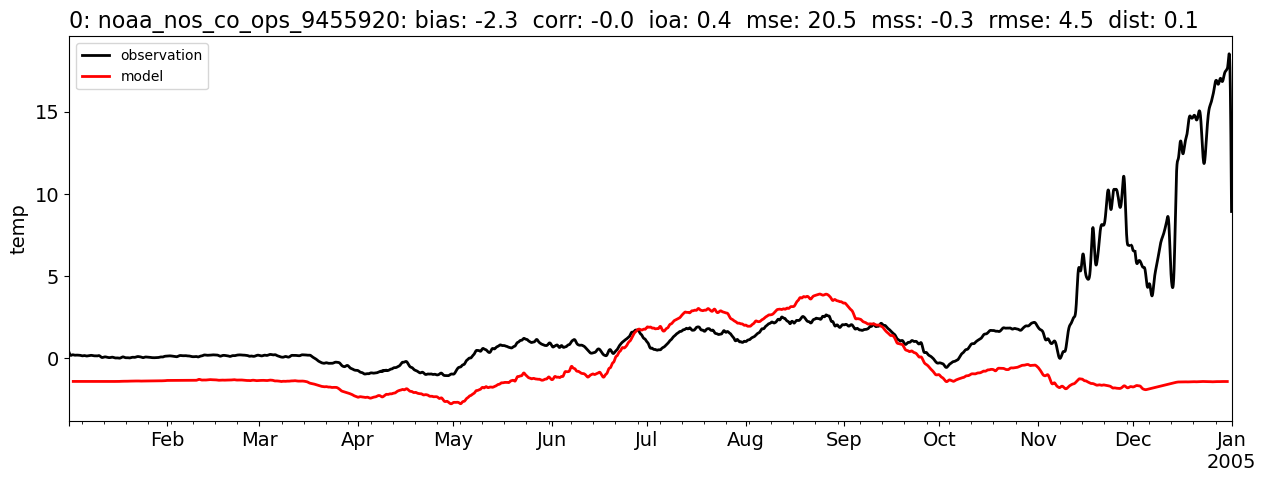 0: noaa_nos_co_ops_9455920: bias: -2.3  corr: -0.0  ioa: 0.4  mse: 20.5  mss: -0.3  rmse: 4.5  dist: 0.1
observation
model
15
10
5
0
temp
Feb Mar Apr May Jun Jul Aug Sep Oct Nov Dec Jan
2005